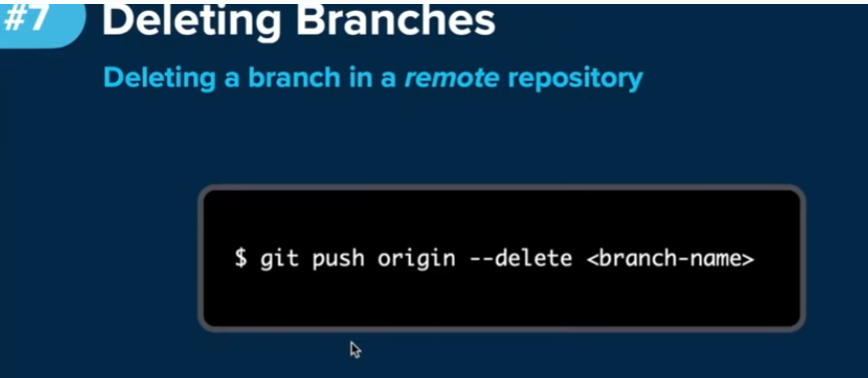 #7
Deleting Branches
Deleting a branch in a remote repository
$ git push origin --delete <branch-name>